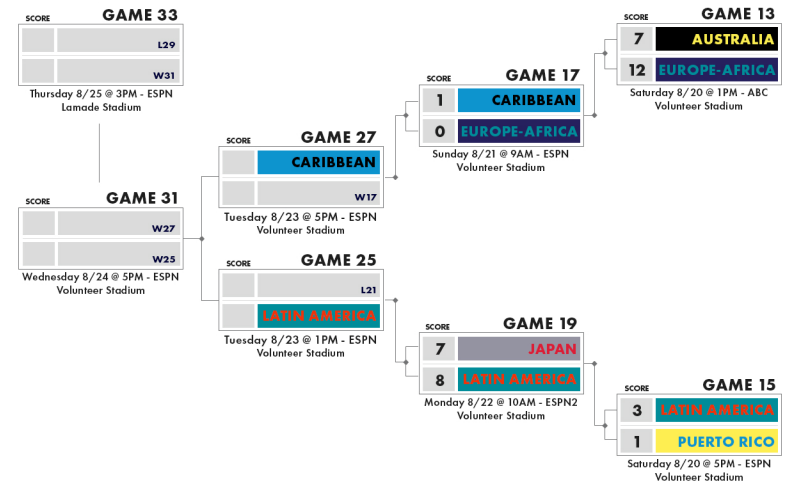 SCORE GAME 33
L29
W31
Thursday 8/25 @ 3PM - ESPN
Lamade Stadium
SCORE GAME 31
W27
W25
Wednesday 8/24 @ 5PM - ESPN
Volunteer Stadium
SCORE GAME 27
CARIBBEAN
W17
Tuesday 8/23 @ 5PM - ESPN
Volunteer Stadium
SCORE GAME 25
L21
LATIN AMERICA
Tuesday 8/23 @ 1PM - ESPN
Volunteer Stadium
SCORE GAME 17
1 CARIBBEAN
0 EUROPE-AFRICA
Sunday 8/21 @ 9AM - ESPN
Volunteer Stadium
SCORE GAME 19
7 JAPAN
8 LATIN AMERICA
Monday 8/22 @ 10AM - ESPN2
Volunteer Stadium
SCORE GAME 13
7 AUSTRALIA
12 EUROPE-AFRICA
Saturday 8/20 @ 1PM - ABC
Volunteer Stadium
SCORE GAME 15
3 LATIN AMERICA
1 PUERTO RICO
Saturday 8/20 @ 5PM - ESPN
Volunteer Stadium